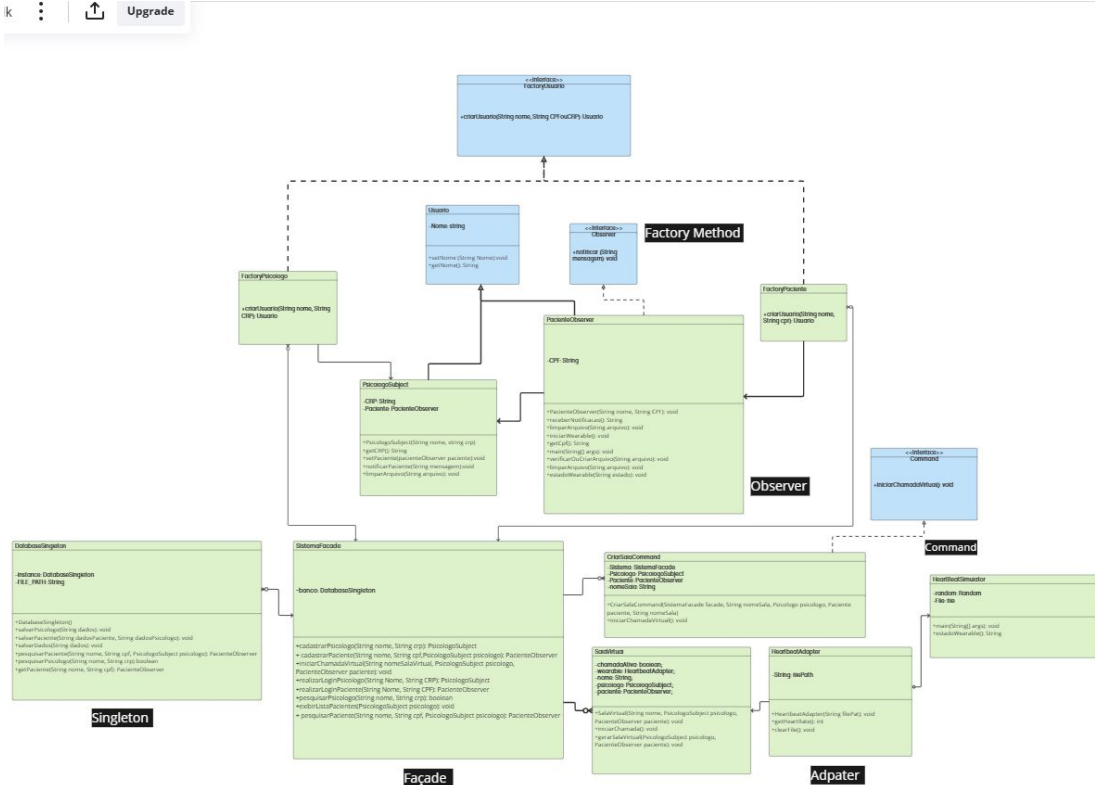 lk
Upgrade
<<Interface>>
FactoryUsuario
+criarUsuario(String nome, String CPFouCRP): Usuario
Usuario
-Nome: string
+setNome (String Nome):void
+getNome(): String
<<Interface>>
Observer
+notificar (String
mensagem): void
Factory Method
FactoryPsicologo
+criarUsuario(String nome, String
CRP): Usuario
FactoryPaciente
+criarUsuario(String nome,
String cpf): Usuario
PacienteObserver
-CPF: String
+PacienteObserver(String nome, String CPF): void
+receberNotificacao(): String
+limparArquivo(String arquivo): void
+iniciarWearable(): void
+getCpf(): String
+main(String[] args): void
+verificarOuCriarArquivo(String arquivo): void
+limparArquivo(String arquivo): void
+estadoWearable(String estado): void
PsicologoSubject
-CRP: String
-Paciente: PacienteObserver
+PsicologoSubject(String nome, string crp)
+getCRP(): String
+setPaciente(pacienteObserver paciente):void
+notificarPaciente(String mensagem):void
+limparArquivo(String arquivo): void
Observer
<<Interface>>
Command
+iniciarChamadaVirtual(): void
Command
DatabaseSingleton
-instance: DatabaseSingleton
-FILE_PATH: String
+DatabaseSingleton()
+salvarPsicologo(String dados): void
+salvarPaciente(String dadosPaciente, String dadosPsicologo): void
+salvarDados(String dados): void
+pesquisarPaciente(String nome, String cpf, PsicologoSubject psicologo): PacienteObserver
+pesquisarPsicologo(String nome, String crp):boolean
+getPaciente(String nome, String cpf): PacienteObserver
Singleton
SistemaFacade
-banco: DatabaseSingleton
+cadastrarPsicologo(String nome, String crp): PsicologoSubject
+ cadastrarPaciente(String nome, String cpf,PsicologoSubject psicologo): PacienteObserver
+iniciarChamadaVirtual(String nomeSalaVirtual, PsicologoSubject psicologo,
PacienteObserver paciente): void
+realizarLoginPsicologo(String Nome, String CRP): PsicologoSubject
+realizarLoginPaciente(String Nome, String CPF): PacienteObserver
+pesquisarPsicologo(String nome, String crp): boolean
+exibirListaPacientes(PsicologoSubject psicologo): void
+ pesquisarPaciente(String nome, String cpf, PsicologoSubject psicologo): PacienteObserver
Façade
CriarSalaCommand
-Sistema: SistemaFacade
-Psicologo: PsicologoSubject
-Paciente: PacienteObserver
-nomeSala: String
+CriarSalaCommand(SistemaFacade facade, String nomeSala, Psicologo psicologo, Paciente
paciente, String nomeSala)
+iniciarChamadaVirtual(): void
HeartBeatSimulator
-random: Random
-File: file
+main(String[] args): void
+estadoWearable(): String
SalaVirtual
-chamadaAtiva: boolean;
-wearable: HeartbeatAdapter;
-nome: String;
-psicologo: PsicologoSubject;
-paciente: PacienteObserver;
+SalaVirtual(String nome, PsicologoSubject psicologo,
PacienteObserver paciente): void
+iniciarChamada(): void
+gerarSalaVirtual(PsicologoSubject psicologo,
PacienteObserver paciente): void
HeartbeatAdapter
-String: filePath
+HeartbeatAdapter(String filePat): void
+getHeartRate(): int
+clearFile(): void
Adpater